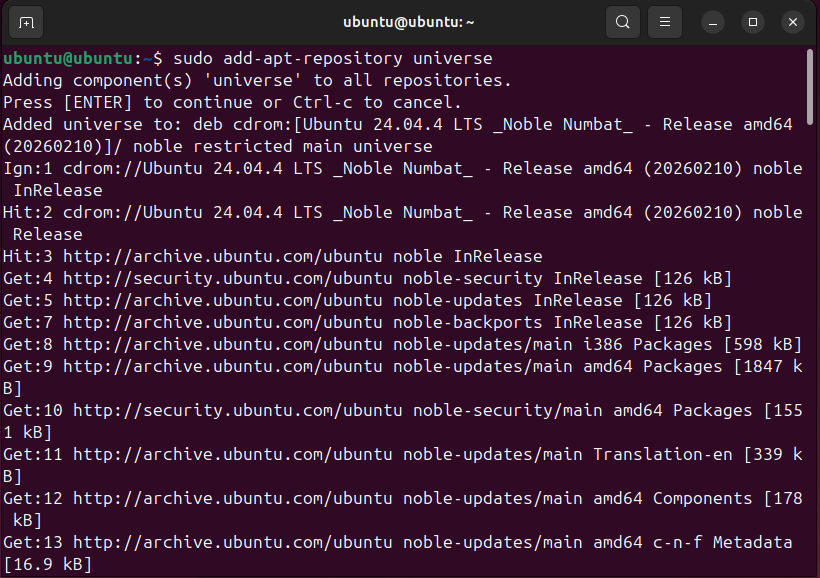 ubuntu@ubuntu: ~
ubuntu@ubuntu:~$ sudo add-apt-repository universe
Adding component(s) 'universe' to all repositories.
Press [ENTER] to continue or Ctrl-c to cancel.
Added universe to: deb cdrom:[Ubuntu 24.04.4 LTS _Noble Numbat_ - Release amd64
(20260210)]/ noble restricted main universe
Ign:1 cdrom://Ubuntu 24.04.4 LTS _Noble Numbat_ - Release amd64 (20260210) noble
 InRelease
Hit:2 cdrom://Ubuntu 24.04.4 LTS _Noble Numbat_ - Release amd64 (20260210) noble
 Release
Hit:3 http://archive.ubuntu.com/ubuntu noble InRelease
Get:4 http://security.ubuntu.com/ubuntu noble-security InRelease [126 kB]
Get:5 http://archive.ubuntu.com/ubuntu noble-updates InRelease [126 kB]
Get:7 http://archive.ubuntu.com/ubuntu noble-backports InRelease [126 kB]
Get:8 http://archive.ubuntu.com/ubuntu noble-updates/main i386 Packages [598 kB]
Get:9 http://archive.ubuntu.com/ubuntu noble-updates/main amd64 Packages [1847 k
B]
Get:10 http://security.ubuntu.com/ubuntu noble-security/main amd64 Packages [155
1 kB]
Get:11 http://archive.ubuntu.com/ubuntu noble-updates/main Translation-en [339 k
B]
Get:12 http://archive.ubuntu.com/ubuntu noble-updates/main amd64 Components [178
 kB]
Get:13 http://archive.ubuntu.com/ubuntu noble-updates/main amd64 c-n-f Metadata
[16.9 kB]